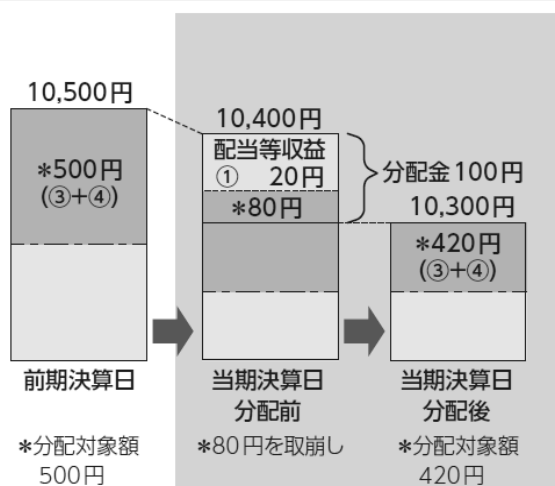 10,500円
*500円
(③+④)
前期決算日
*分配対象額
500円
10,400円
配当等収益
① 20円
*80円
分配金100円
当期決算日
分配前
*80円を取崩し
10,300円
*420円
(③+④)
当期決算日
分配後
*分配対象額
420円